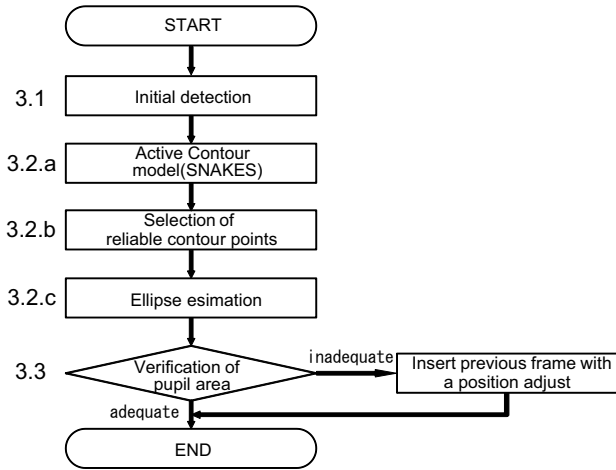 START
3.1
Initial detection
3.2.a
Active Contour
model(SNAKES)
3.2.b
Selection of
reliable contour points
3.2.c
Ellipse esimation
3.3
Verification of
pupil area
inadequate
Insert previous frame with
a position adjust
adequate
END